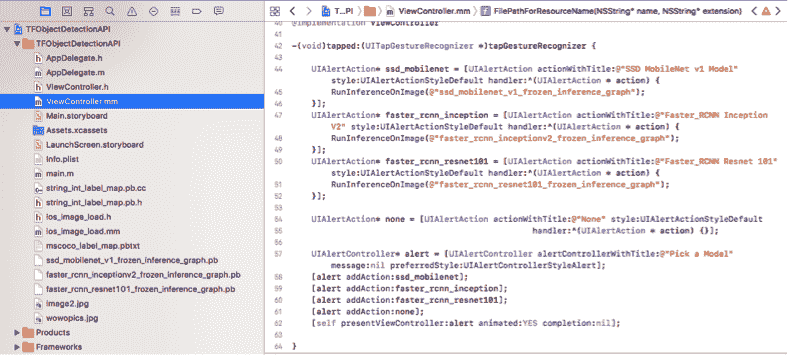 TFObjectDetectionAPI
TFObjectDetectionAPI
AppDelegate.h
AppDelegate.m
ViewController.h
ViewController.mm
Main.storyboard
Assets.xcassets
LaunchScreen.storyboard
Info.plist
main.m
string_int_label_map.pb.cc
string_int_label_map.pb.h
ios_image_load.h
ios_image_load.mm
mscoco_label_map.pbtxt
ssd_mobilenet_v1_frozen_inference_graph.pb
faster_rcnn_inceptionv2_frozen_inference_graph.pb
faster_rcnn_resnet101_frozen_inference_graph.pb
image2.jpg
wowopics.jpg
Products
Frameworks
T...PI
ViewController.mm
FilePathForResourceName(NSString* name, NSString* extension)
40 @implementation ViewController
41
42 -(void)tapped:(UITapGestureRecognizer *)tapGestureRecognizer {
43
44 UIAlertAction* ssd_mobilenet = [UIAlertAction actionWithTitle:@"SSD MobileNet v1 Model"
style:UIAlertActionStyleDefault handler:^(UIAlertAction * action) {
45 RunInferenceOnImage(@"ssd_mobilenet_v1_frozen_inference_graph");
46 }];
47 UIAlertAction* faster_rcnn_inception = [UIAlertAction actionWithTitle:@"Faster_RCNN Inception
V2" style:UIAlertActionStyleDefault handler:^(UIAlertAction * action) {
48 RunInferenceOnImage(@"faster_rcnn_inceptionv2_frozen_inference_graph");
49 }];
50 UIAlertAction* faster_rcnn_resnet101 = [UIAlertAction actionWithTitle:@"Faster_RCNN Resnet 101"
style:UIAlertActionStyleDefault handler:^(UIAlertAction * action) {
51 RunInferenceOnImage(@"faster_rcnn_resnet101_frozen_inference_graph");
52 }];
53
54 UIAlertAction* none = [UIAlertAction actionWithTitle:@"None" style:UIAlertActionStyleDefault
55 handler:^(UIAlertAction * action) {}];
56
57 UIAlertController* alert = [UIAlertController alertControllerWithTitle:@"Pick a Model"
message:nil preferredStyle:UIAlertControllerStyleAlert];
58 [alert addAction:ssd_mobilenet];
59 [alert addAction:faster_rcnn_inception];
60 [alert addAction:faster_rcnn_resnet101];
61 [alert addAction:none];
62 [self presentViewController:alert animated:YES completion:nil];
63
64 }